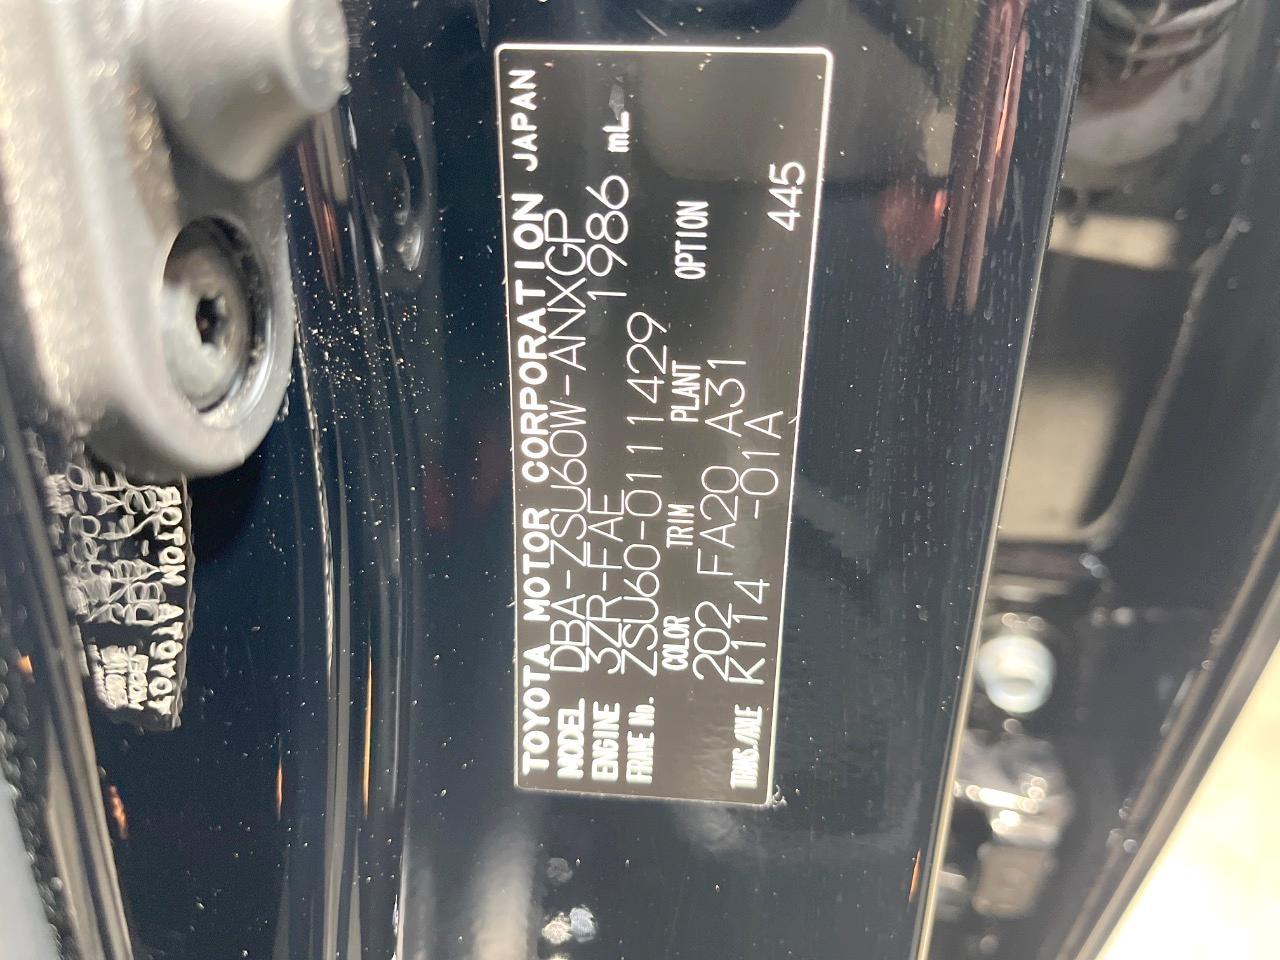 TOYOTA MOTOR CORPORATION JAPAN
MODEL DBA-ZSU60W-ANXGP
ENGINE 3ZR-FAE 1986 mL
FRAME No. ZSU60-0111429
COLOR TRIM PLANT OPTION
202 FA20 A31
TRANS./AXLE K114 -01A 445